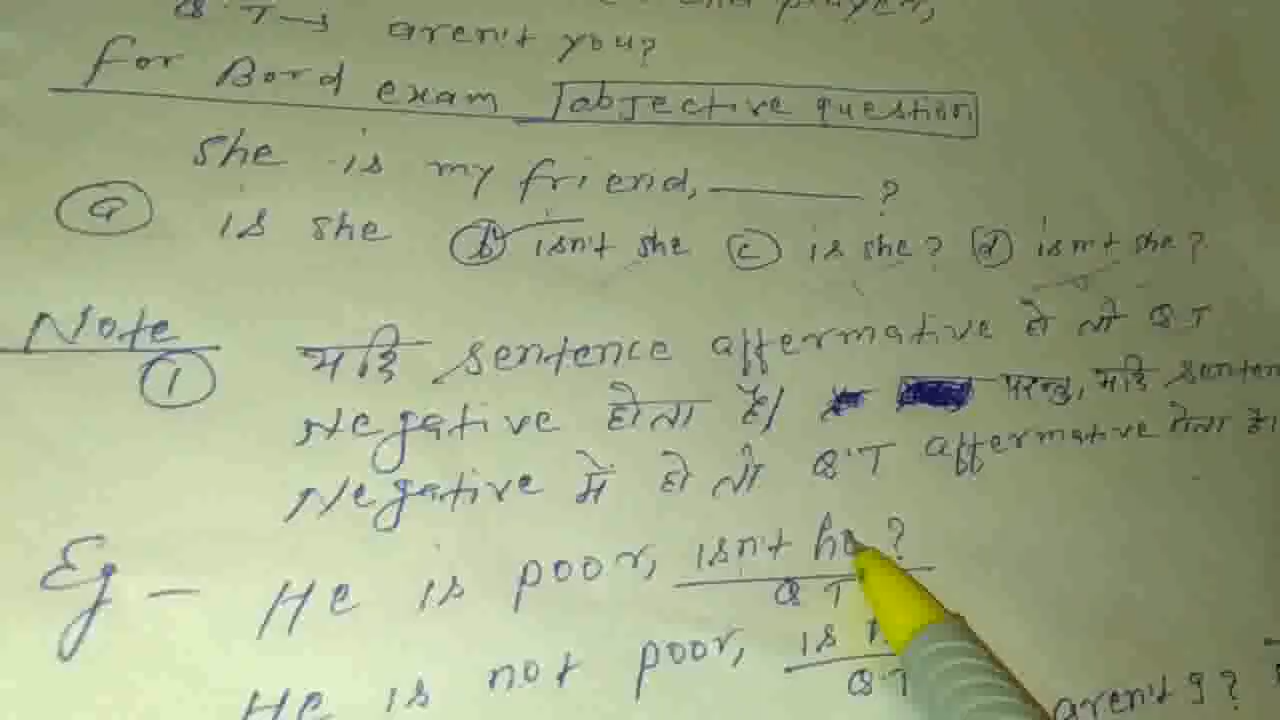 Q.T → aren't you?
For Bord exam objective question
She is my friend, ———?
(a) is she (b) isn't she (c) is she? (d) isn't she?
Note
(1) यदि sentence affermative हो तो Q.T
Negative होता है। परन्तु, यदि senten
Negative में हो तो Q.T affermative होता है।
Eg — He is poor, isn't he?
Q T
He is not poor, is
Q.T
aren't I?